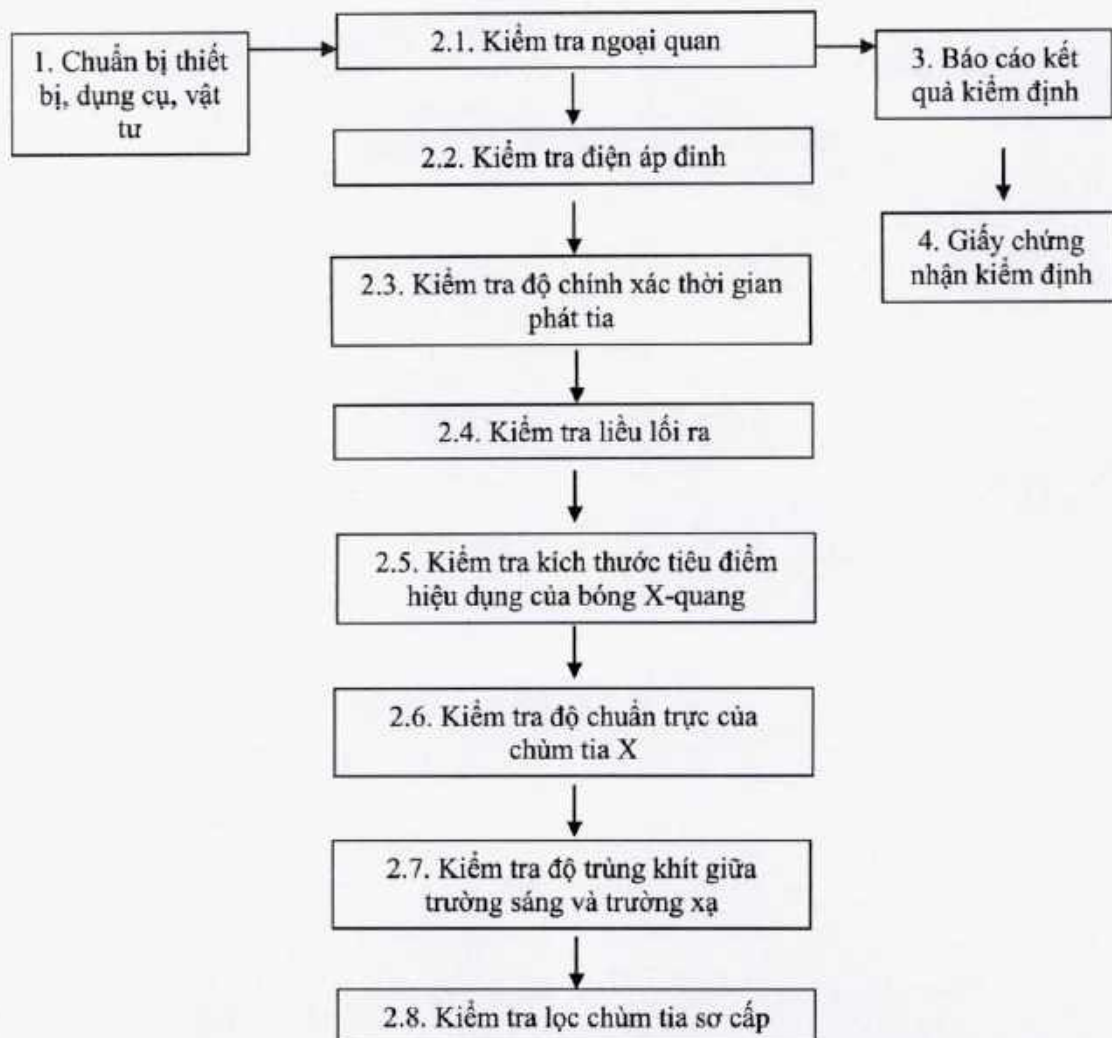 1. Chuẩn bị thiết
bị, dụng cụ, vật
tư
2.1. Kiểm tra ngoại quan
2.2. Kiểm tra điện áp đỉnh
2.3. Kiểm tra độ chính xác thời gian
phát tia
2.4. Kiểm tra liều lối ra
2.5. Kiểm tra kích thước tiêu điểm
hiệu dụng của bóng X-quang
2.6. Kiểm tra độ chuẩn trực của
chùm tia X
2.7. Kiểm tra độ trùng khít giữa
trường sáng và trường xạ
2.8. Kiểm tra lọc chùm tia sơ cấp
3. Báo cáo kết
quả kiểm định
4. Giấy chứng
nhận kiểm định